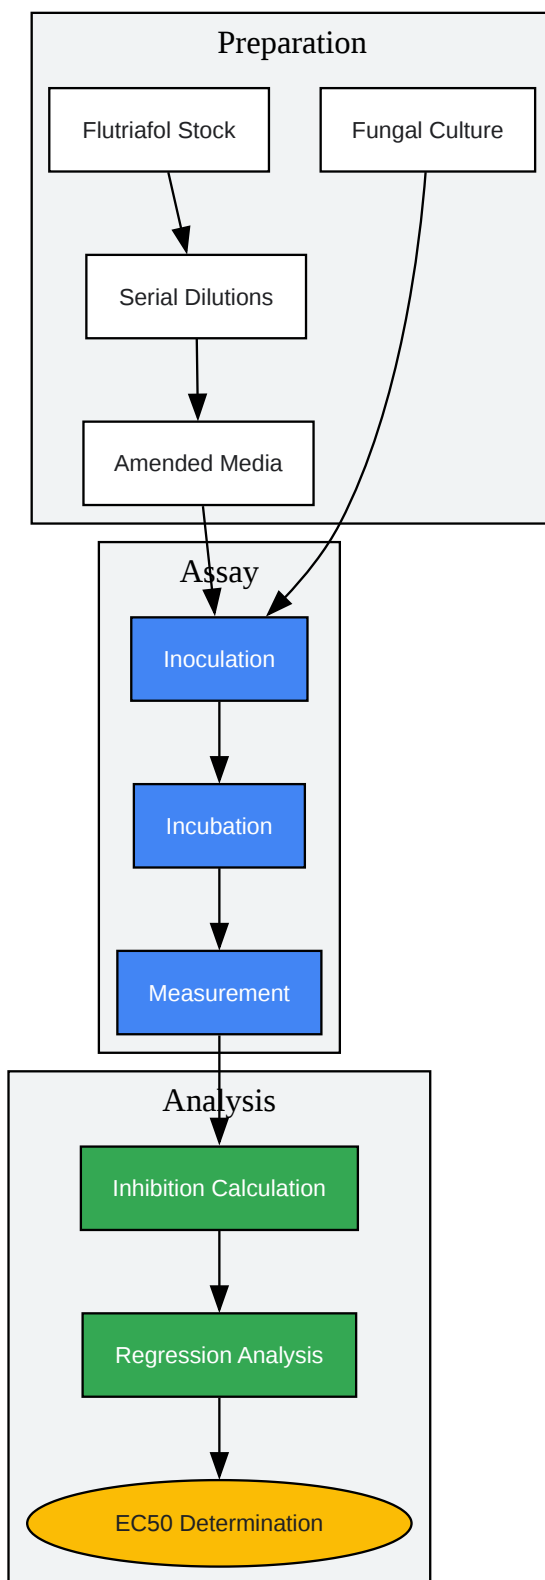 Preparation
Flutriafol Stock
Fungal Culture
Serial Dilutions
Amended Media
Assay
Inoculation
Incubation
Measurement
Analysis
Inhibition Calculation
Regression Analysis
EC50 Determination